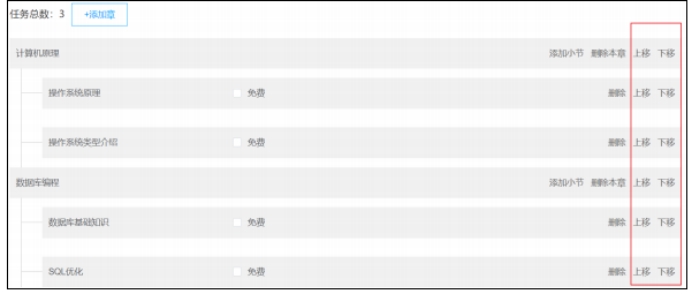 任务总数：3 +添加章
计算机原理 添加小节 删除本章 上移 下移
操作系统原理 免费 删除 上移 下移
操作系统类型介绍 免费 删除 上移 下移
数据库编程 添加小节 删除本章 上移 下移
数据库基础知识 免费 删除 上移 下移
SQL优化 免费 删除 上移 下移